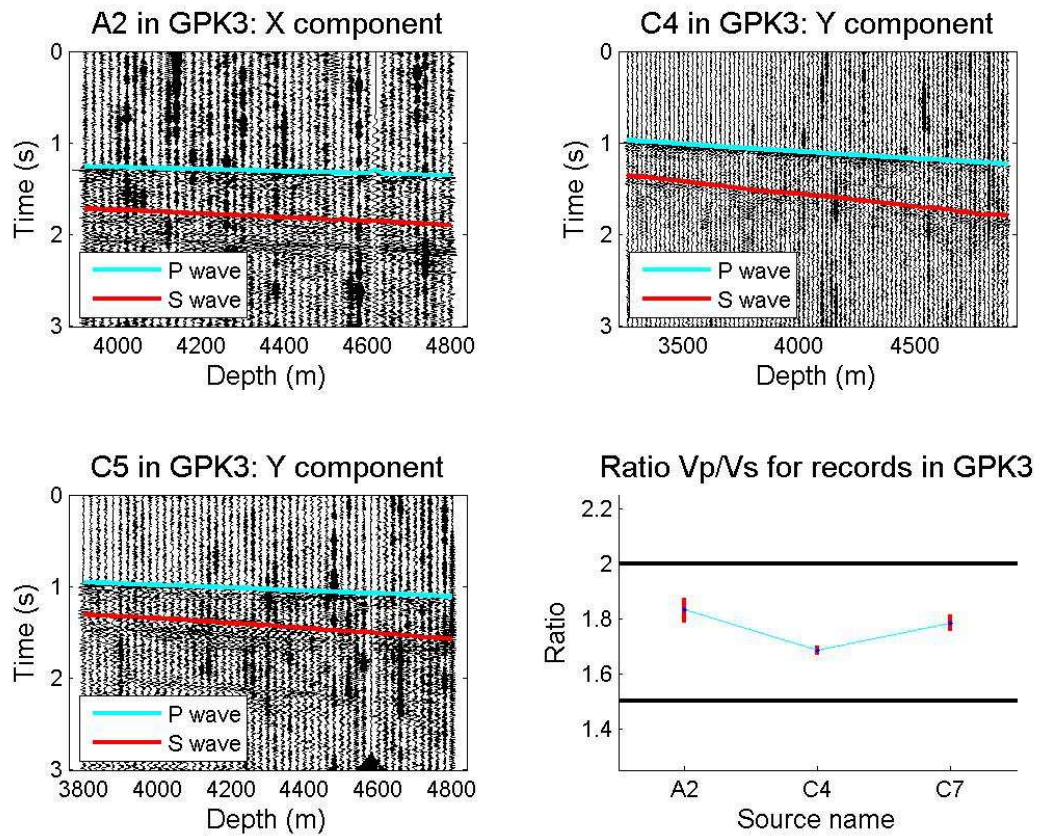 A2 in GPK3: X component
0
1
2
3
Time (s)
P wave
S wave
4000 4200 4400 4600 4800
Depth (m)
C4 in GPK3: Y component
0
1
2
3
Time (s)
P wave
S wave
3500 4000 4500
Depth (m)
C5 in GPK3: Y component
0
1
2
3
Time (s)
P wave
S wave
3800 4000 4200 4400 4600 4800
Depth (m)
Ratio Vp/Vs for records in GPK3
2.2
2
1.8
1.6
1.4
Ratio
A2 C4 C7
Source name